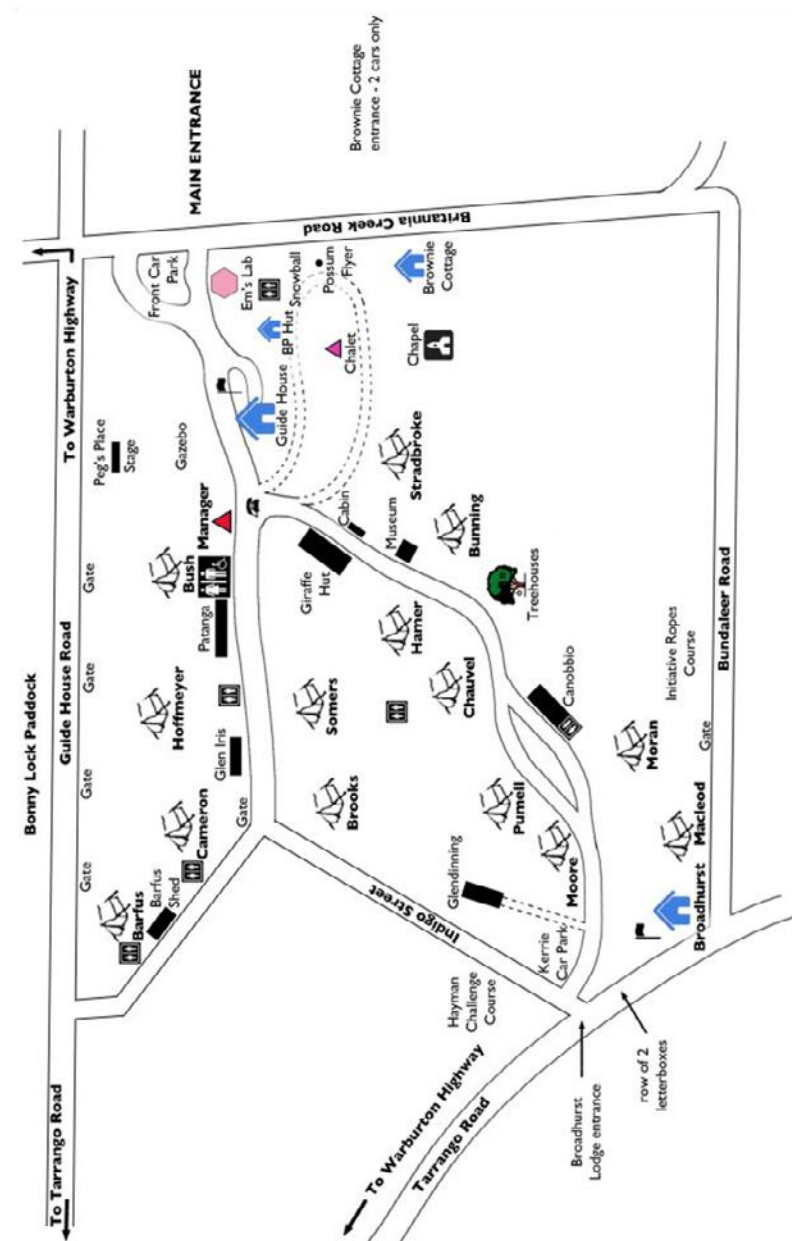 To Tarrango Road
Bonny Lock Paddock
Guide House Road
To Warburton Highway
Gate
Gate
Gate
Gate
Peg's Place
Stage
Gazebo
Front Car
Park
MAIN ENTRANCE
Barfus
Barfus
Shed
Cameron
Hoffmeyer
Bush
Manager
Glen Iris
Patanga
Gate
Em's Lab
Snowball
BP Hut
Guide House
Possum
Flyer
Brownie Cottage
entrance - 2 cars only
Britannia Creek Road
Brooks
Somers
Giraffe
Hut
Cabin
Chalet
Museum
Chapel
Brownie
Cottage
Stradbroke
Hamer
Bunning
Chauvel
Treehouses
Indigo Street
Glendinning
Purnell
Moore
Hayman
Challenge
Course
Kerrie
Car Park
Canobbio
Moran
Initiative Ropes
Course
Macleod
Gate
Broadhurst
Bundaleer Road
To Warburton Highway
Tarrango Road
Broadhurst
Lodge entrance
row of 2
letterboxes